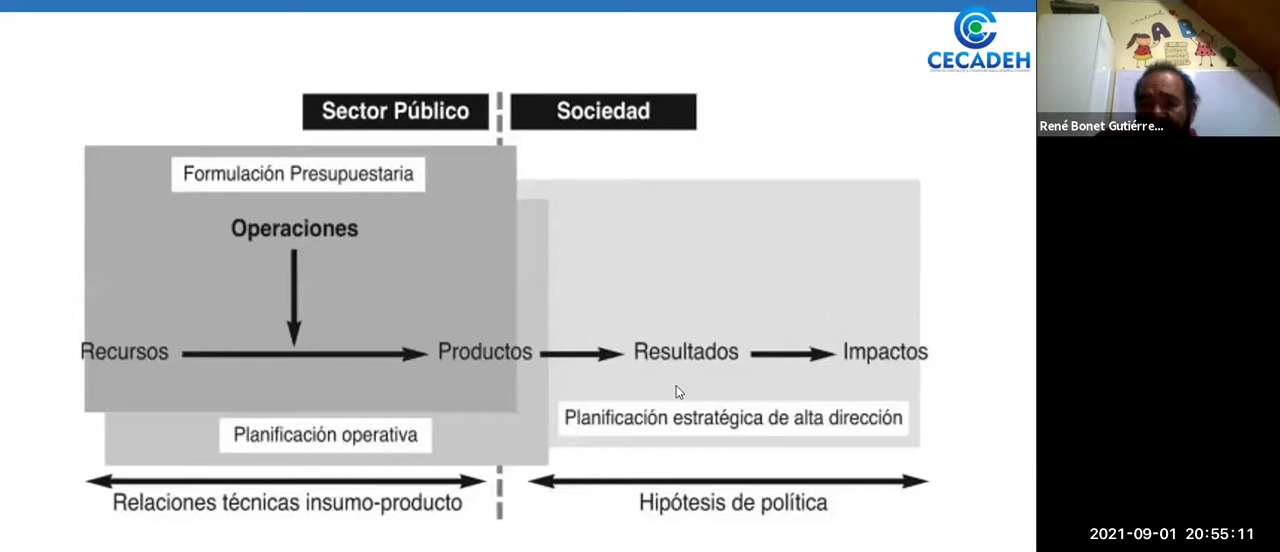 CECADEH
Sector Público
Sociedad
Formulación Presupuestaria
Operaciones
Recursos
Productos
Resultados
Impactos
Planificación estratégica de alta dirección
Planificación operativa
Relaciones técnicas insumo-producto
Hipótesis de política
A B
René Bonet Gutiérre...
2021-09-01 20:55:11